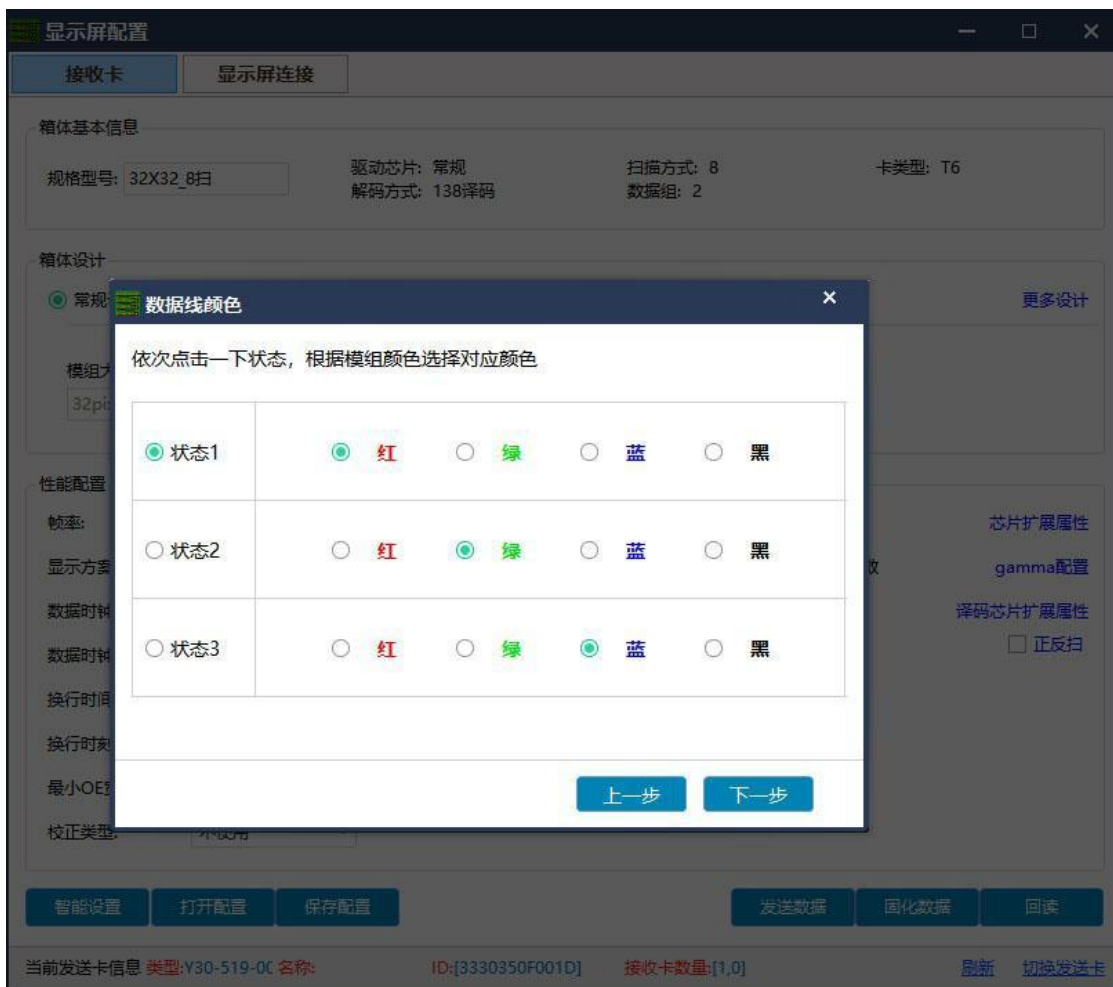 显示屏配置
接收卡 显示屏连接
箱体基本信息
规格型号: 32X32_8扫 驱动芯片: 常规 扫描方式: 8 卡类型: T6
解码方式: 138译码 数据组: 2
箱体设计
常规 更多设计
数据线颜色
依次点击一下状态，根据模组颜色选择对应颜色
模组大
32pi
状态1 红 绿 蓝 黑
性能配置
帧率: 芯片扩展属性
状态2 红 绿 蓝 黑
显示方案 数 gamma配置
数据时钟 译码芯片扩展属性
状态3 红 绿 蓝 黑
数据时钟 正反扫
换行时间
换行时刻
最小OE
上一步 下一步
校正类型: 不使用
智能设置 打开配置 保存配置 发送数据 固化数据 回读
当前发送卡信息 类型:Y30-519-0 名称: ID:[3330350F001D] 接收卡数量:[1,0] 刷新 切换发送卡